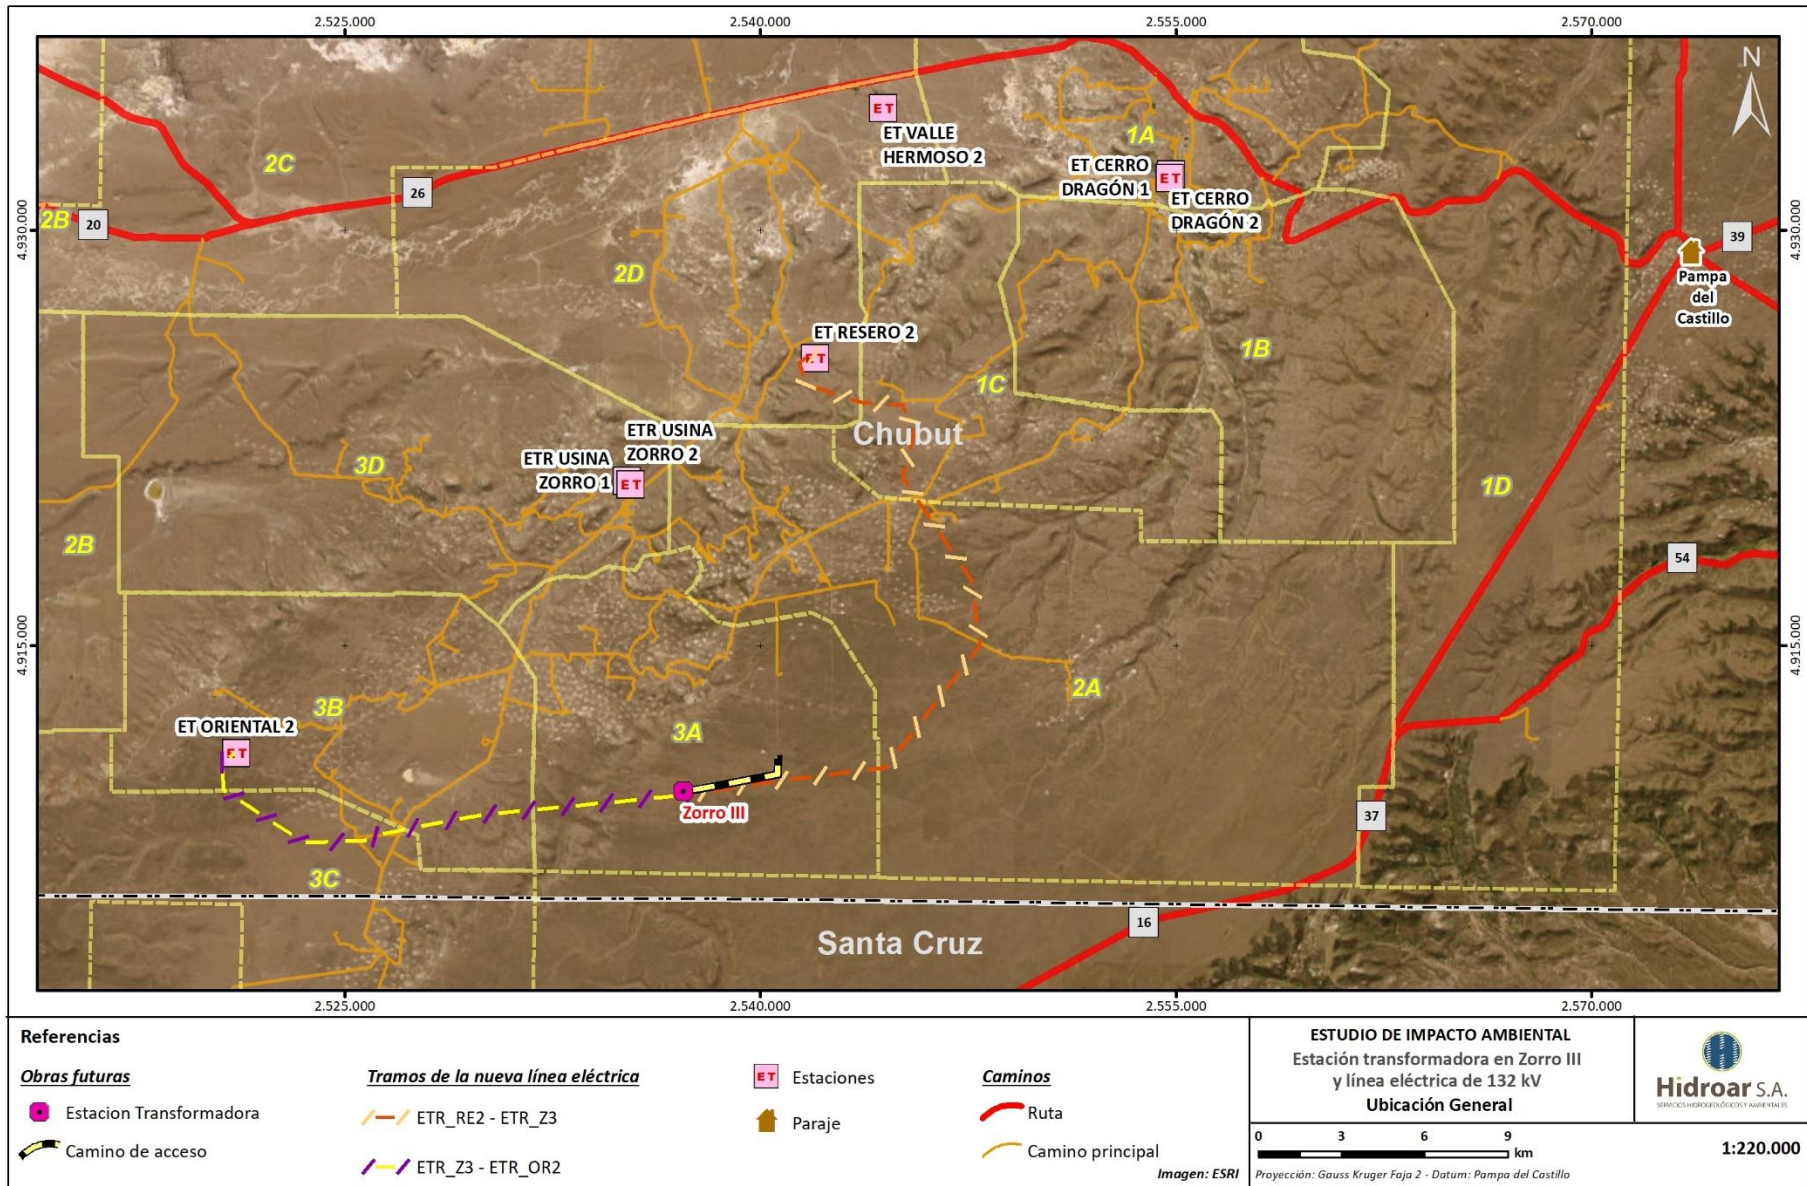 2.525.000
2.540.000
2.555.000
2.570.000
N
ET
ET VALLE
HERMOSO 2
1A
2C
ET CERRO
DRAGÓN 1
ET
26
ET CERRO
DRAGÓN 2
2B
20
4.930.000
4.930.000
39
2D
Pampa
del
Castillo
ET RESERO 2
ET
1B
1C
Chubut
ETR USINA
ZORRO 2
ETR USINA
ZORRO 1
ET
3D
1D
2B
54
4.915.000
4.915.000
2A
3B
ET ORIENTAL 2
ET
3A
Zorro III
37
3C
16
Santa Cruz
2.525.000
2.540.000
2.555.000
2.570.000
Referencias
Obras futuras
Estacion Transformadora
Camino de acceso
Tramos de la nueva línea eléctrica
ETR_RE2 - ETR_Z3
ETR_Z3 - ETR_OR2
ET
Estaciones
Paraje
Caminos
Ruta
Camino principal
Imagen: ESRI
ESTUDIO DE IMPACTO AMBIENTAL
Estación transformadora en Zorro III
y línea eléctrica de 132 kV
Ubicación General
0 3 6 9
km
Proyección: Gauss Kruger Faja 2 - Datum: Pampa del Castillo
Hidroar S.A.
SERVICIOS HIDROGEOLÓGICOS Y AMBIENTALES
1:220.000